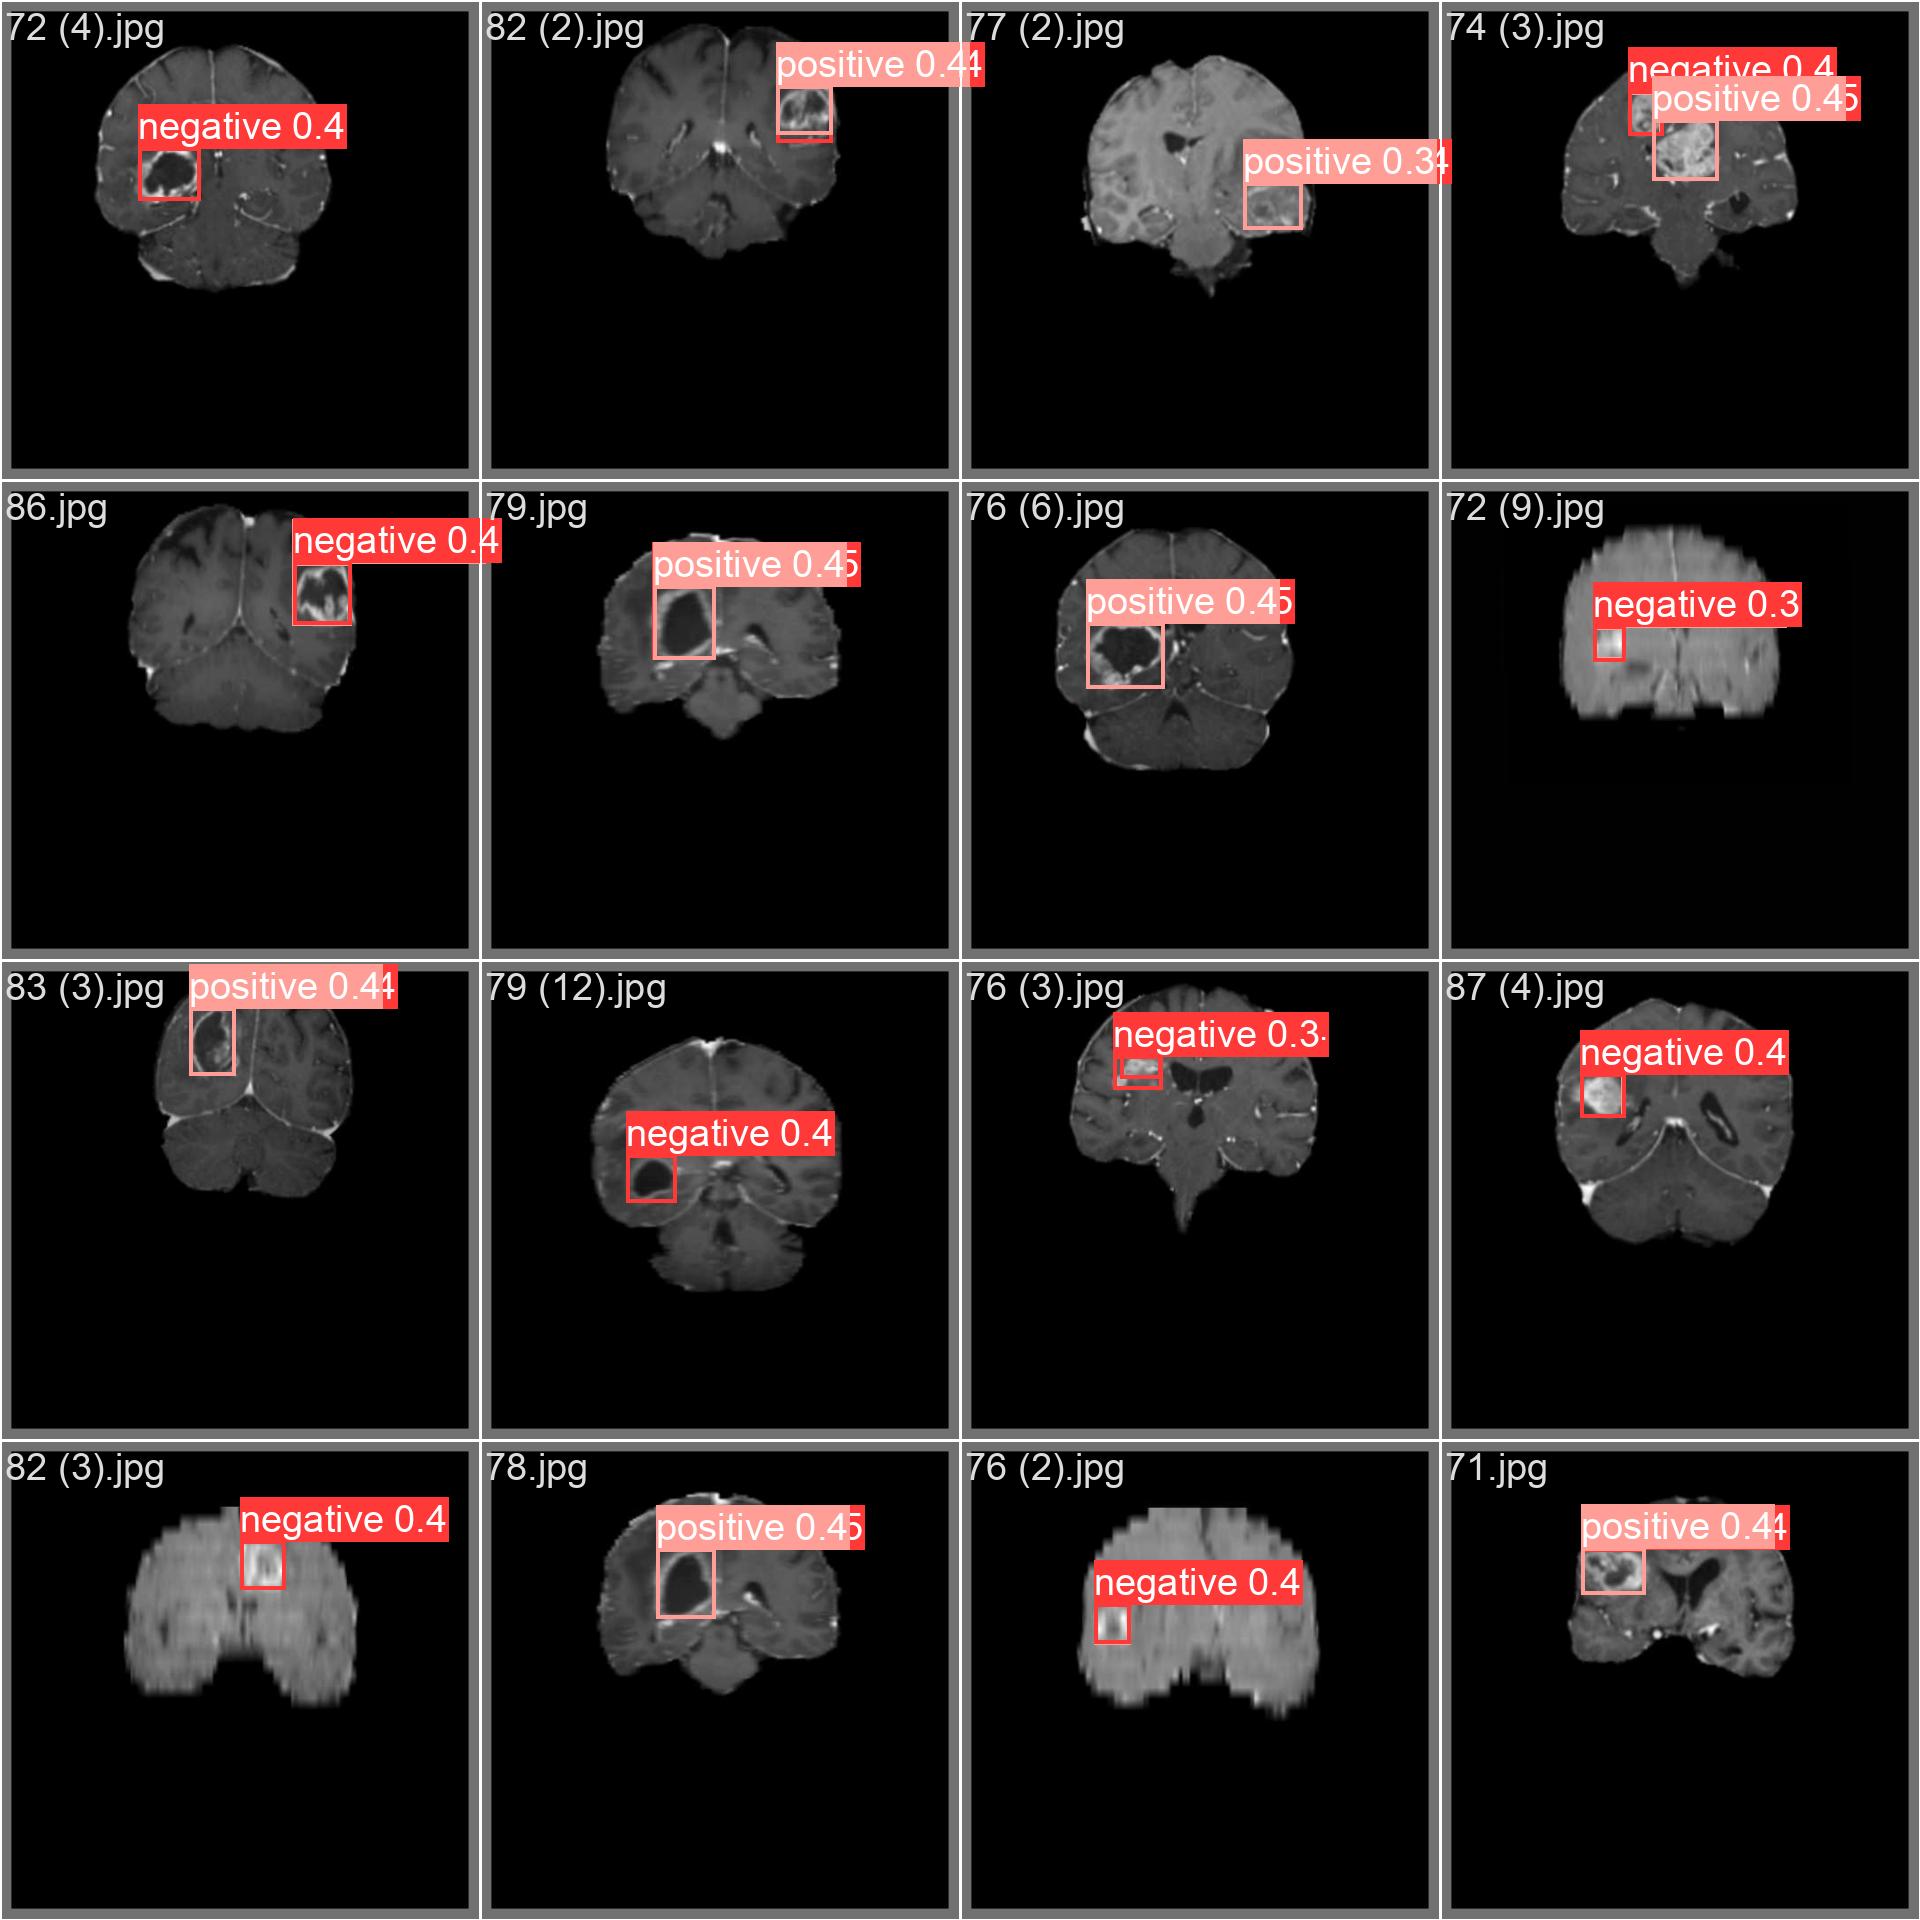 72 (4).jpg
negative 0.4
82 (2).jpg
positive 0.44
77 (2).jpg
positive 0.34
74 (3).jpg
negative 0.4
positive 0.45
86.jpg
negative 0.4
79.jpg
positive 0.45
76 (6).jpg
positive 0.45
72 (9).jpg
negative 0.3
83 (3).jpg
positive 0.44
79 (12).jpg
negative 0.4
76 (3).jpg
negative 0.3
87 (4).jpg
negative 0.4
82 (3).jpg
negative 0.4
78.jpg
positive 0.45
76 (2).jpg
negative 0.4
71.jpg
positive 0.44